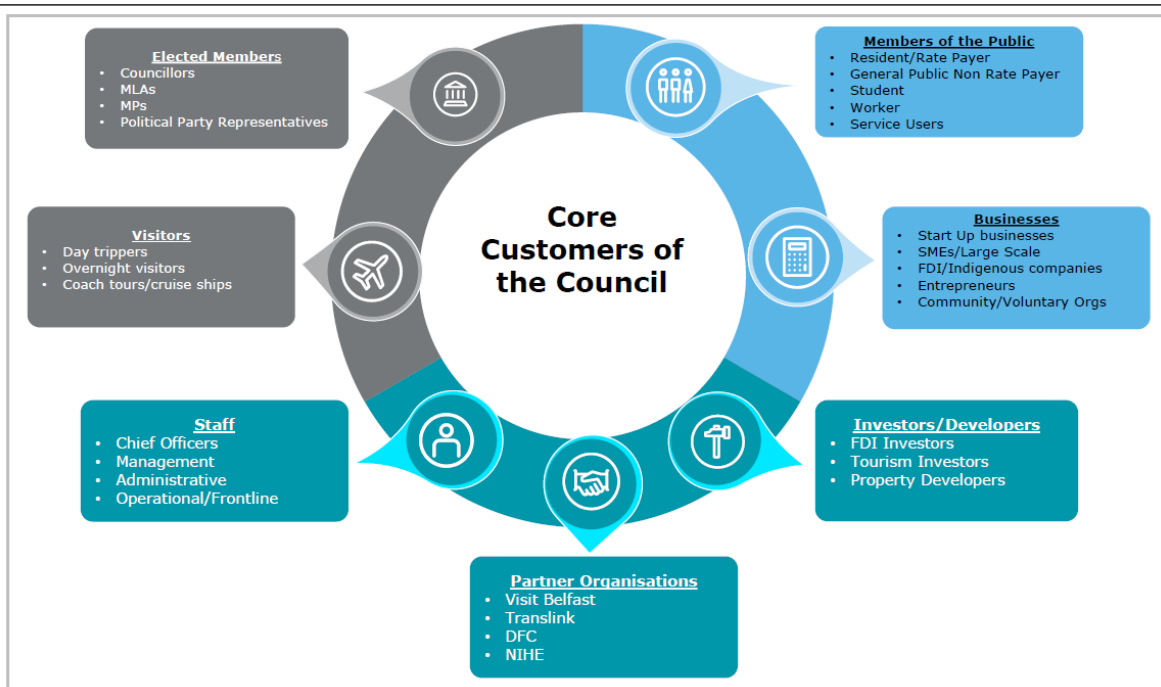 Elected Members
• Councillors
• MLAs
• MPs
• Political Party Representatives
Members of the Public
• Resident/Rate Payer
• General Public Non Rate Payer
• Student
• Worker
• Service Users
Core
Customers of
the Council
Visitors
• Day trippers
• Overnight visitors
• Coach tours/cruise ships
Businesses
• Start Up businesses
• SMEs/Large Scale
• FDI/Indigenous companies
• Entrepreneurs
• Community/Voluntary Orgs
Staff
• Chief Officers
• Management
• Administrative
• Operational/Frontline
Investors/Developers
• FDI Investors
• Tourism Investors
• Property Developers
Partner Organisations
• Visit Belfast
• Translink
• DFC
• NIHE